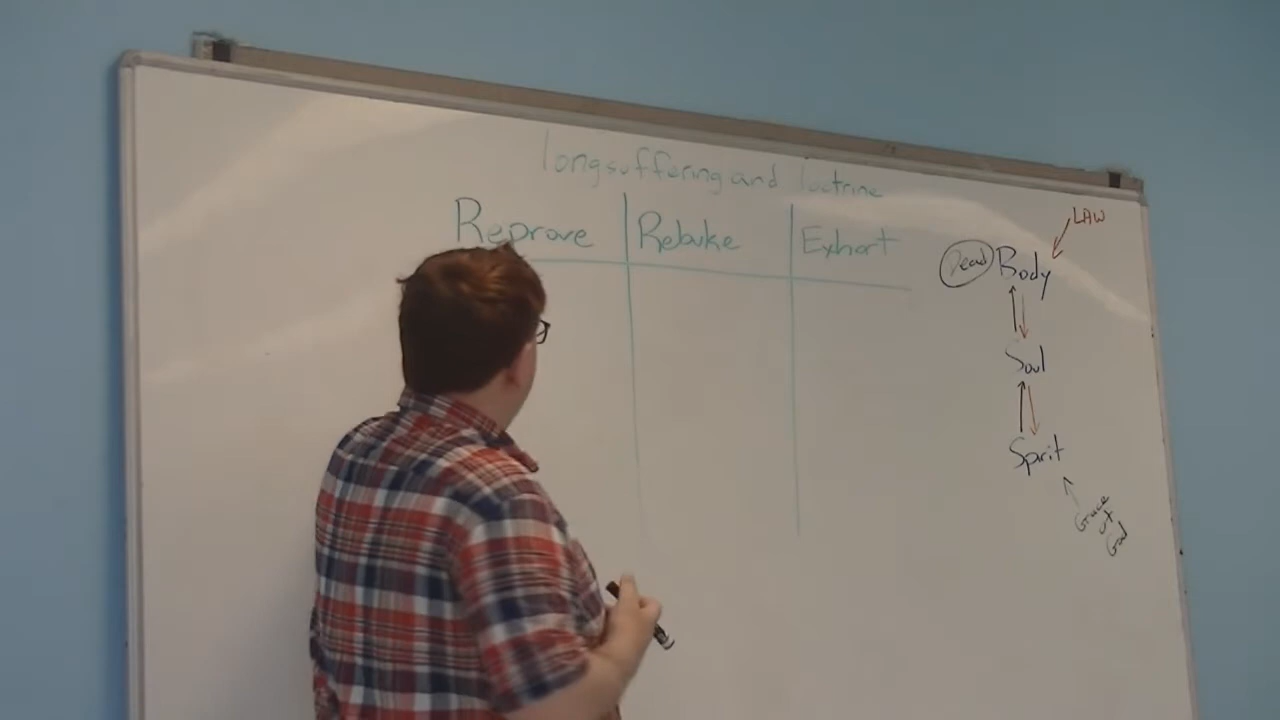 longsuffering and Doctrine
Reprove Rebuke Exhort
LAW
Dead Body
Soul
Spirit
Grace
of
God